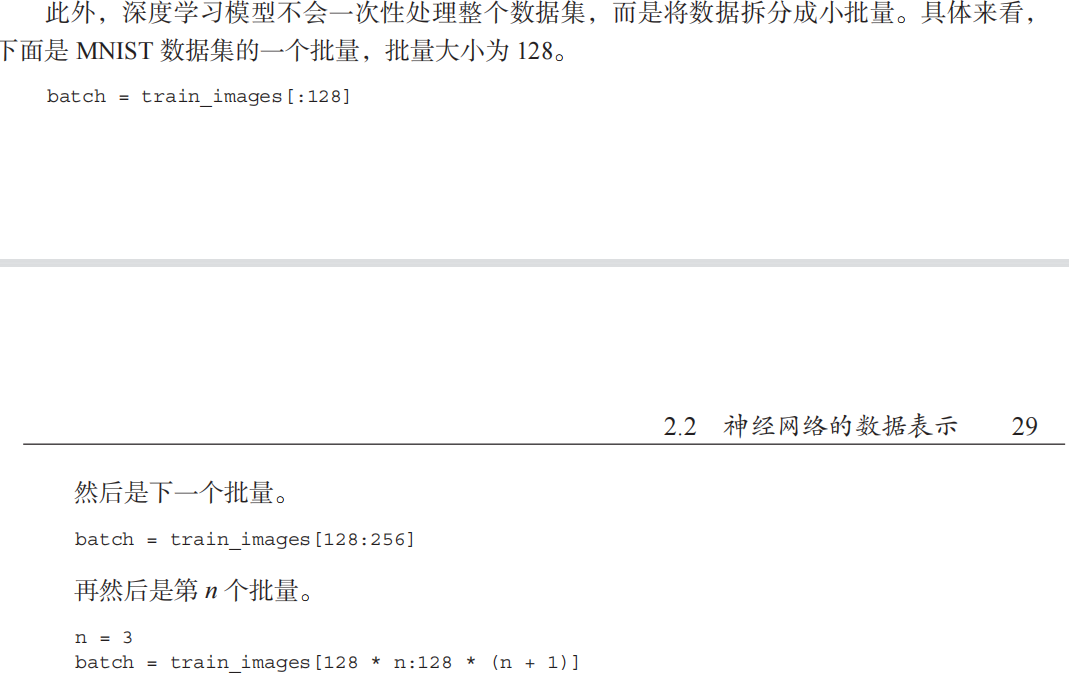 此外，深度学习模型不会一次性处理整个数据集，而是将数据拆分成小批量。具体来看，
下面是 MNIST 数据集的一个批量，批量大小为 128。
batch = train_images[:128]
2.2 神经网络的数据表示 29
然后是下一个批量。
batch = train_images[128:256]
再然后是第 n 个批量。
n = 3
batch = train_images[128 * n:128 * (n + 1)]